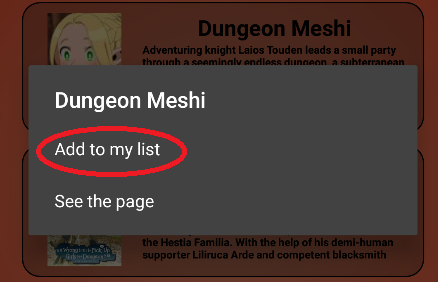 Dungeon Meshi
Adventuring knight Laios Touden leads a small party
through a seemingly endless dungeon, a subterranean
Dungeon Meshi
Add to my list
See the page
the Hestia Familia. With the help of his demi-human
supporter Liliruca Arde and competent blacksmith